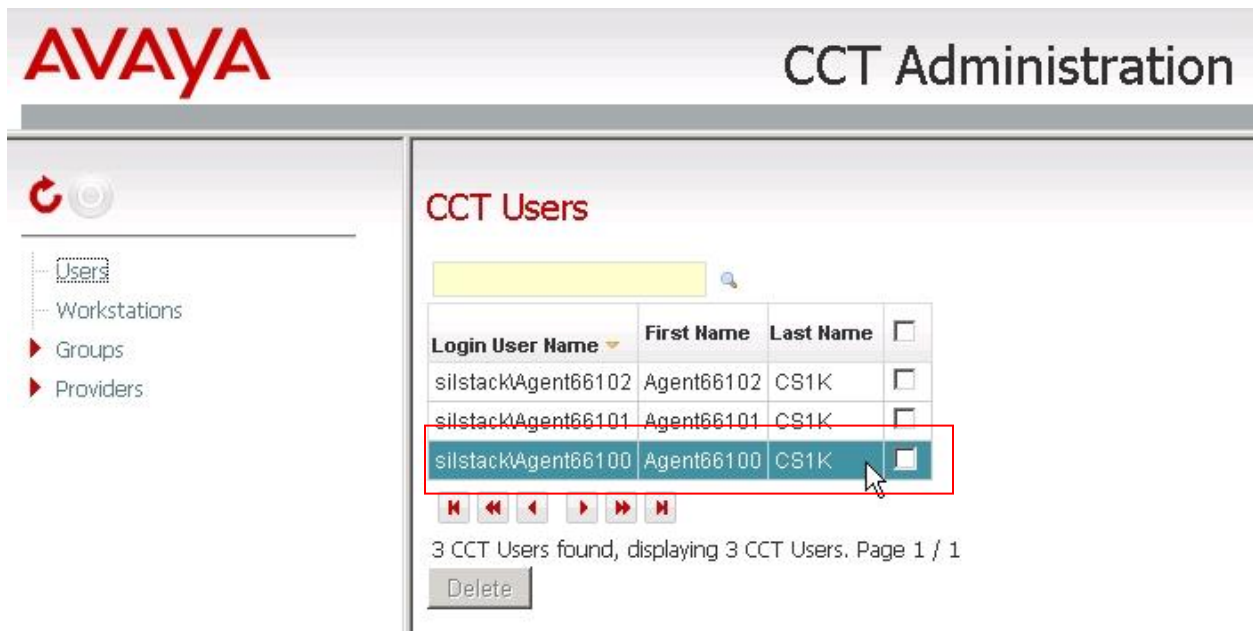 AVAYA
CCT Administration
Users
Workstations
Groups
Providers
CCT Users
Login User Name First Name Last Name
silstack\Agent66102 Agent66102 CS1K
silstack\Agent66101 Agent66101 CS1K
silstack\Agent66100 Agent66100 CS1K
3 CCT Users found, displaying 3 CCT Users. Page 1 / 1
Delete